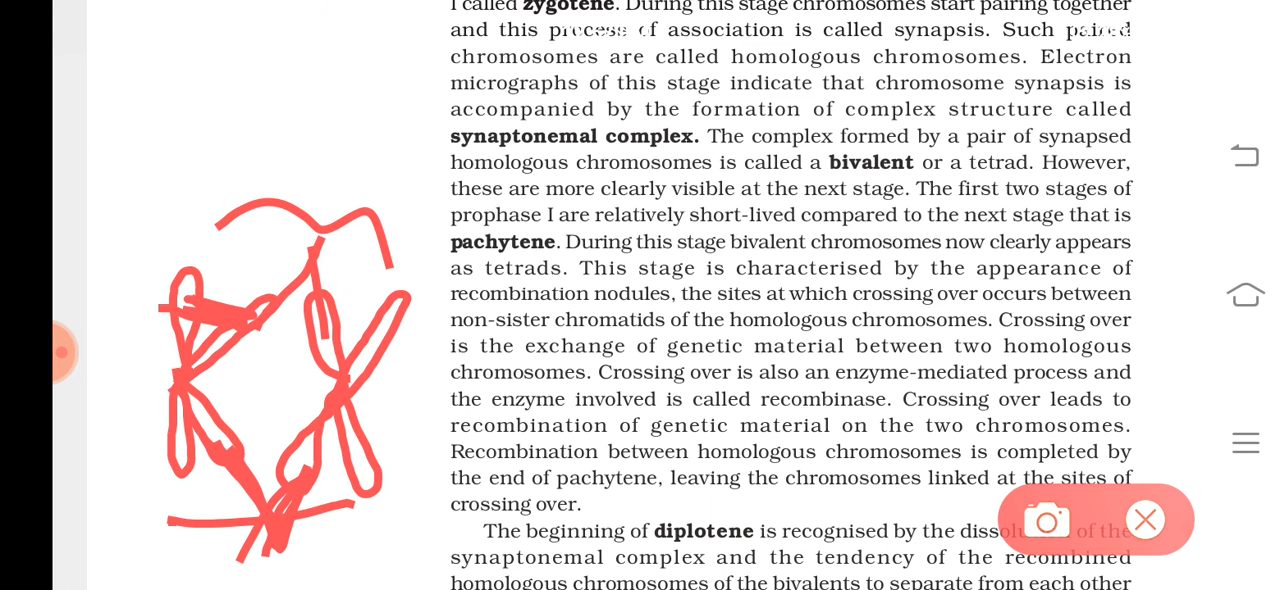 I called zygotene. During this stage chromosomes start pairing together
and this process of association is called synapsis. Such paired
chromosomes are called homologous chromosomes. Electron
micrographs of this stage indicate that chromosome synapsis is
accompanied by the formation of complex structure called
synaptonemal complex. The complex formed by a pair of synapsed
homologous chromosomes is called a bivalent or a tetrad. However,
these are more clearly visible at the next stage. The first two stages of
prophase I are relatively short-lived compared to the next stage that is
pachytene. During this stage bivalent chromosomes now clearly appears
as tetrads. This stage is characterised by the appearance of
recombination nodules, the sites at which crossing over occurs between
non-sister chromatids of the homologous chromosomes. Crossing over
is the exchange of genetic material between two homologous
chromosomes. Crossing over is also an enzyme-mediated process and
the enzyme involved is called recombinase. Crossing over leads to
recombination of genetic material on the two chromosomes.
Recombination between homologous chromosomes is completed by
the end of pachytene, leaving the chromosomes linked at the sites of
crossing over.
The beginning of diplotene is recognised by the dissolution of the
synaptonemal complex and the tendency of the recombined
homologous chromosomes of the bivalents to separate from each other